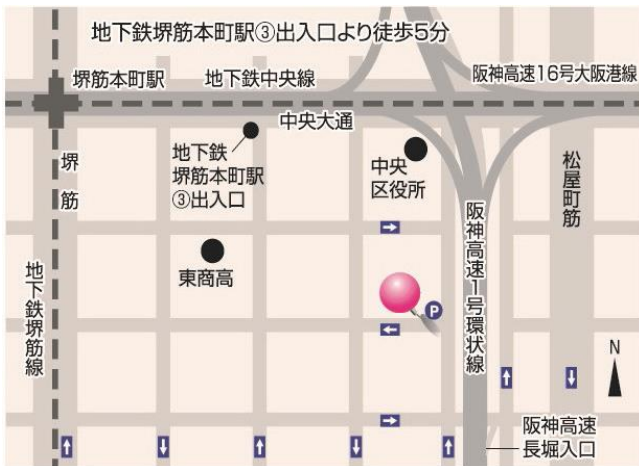 地下鉄堺筋本町駅③出入口より徒歩5分
堺筋本町駅
地下鉄中央線
阪神高速16号大阪港線
中央大通
地下鉄
堺筋本町駅
③出入口
中央
区役所
堺筋
松屋町筋
東商高
地下鉄堺筋線
阪神高速1号環状線
P
N
阪神高速
長堀入口